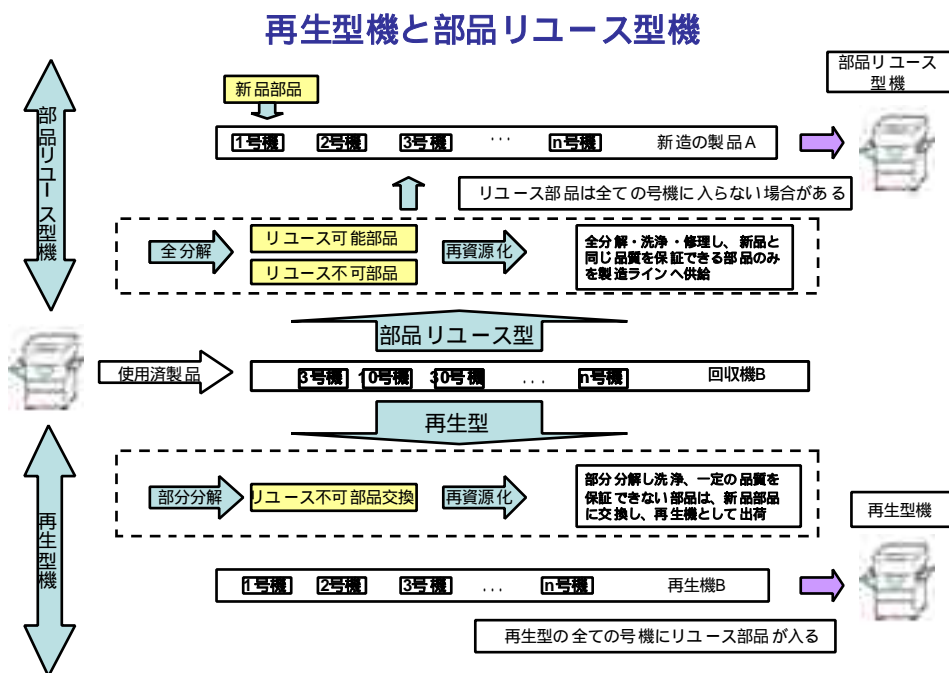 再生型機と部品リユース型機
部品リユース型機
新品部品
部品リユース
型機
1号機 2号機 3号機 ... n号機 新造の製品A
リユース部品は全ての号機に入らない場合がある
全分解
リユース可能部品
リユース不可部品
再資源化
全分解・洗浄・修理し、新品と
同じ品質を保証できる部品のみ
を製造ラインへ供給
部品リユース型
使用済製品
3号機 10号機 30号機 ... n号機 回収機B
再生型
再生型機
部分分解
リユース不可部品交換
再資源化
部分分解し洗浄、一定の品質を
保証できない部品は、新品部品
に交換し、再生機として出荷
再生型機
1号機 2号機 3号機 ... n号機 再生機B
再生型の全ての号機にリユース部品が入る